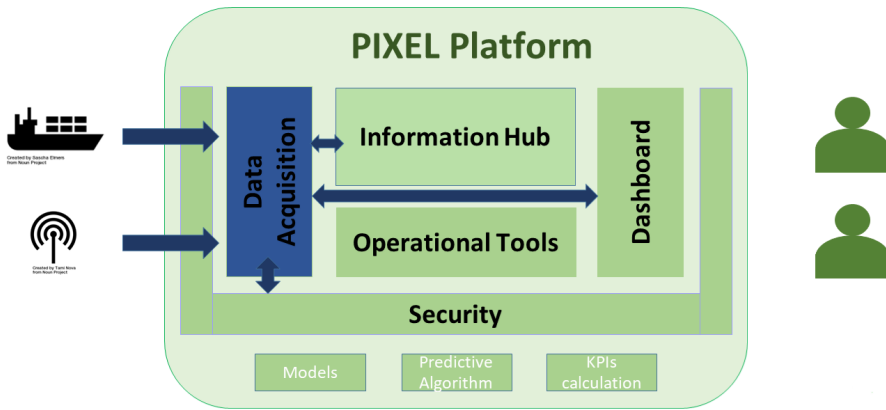 PIXEL Platform
Created by Sascha Elmers
from Noun Project
Created by Tami Nova
from Noun Project
Data
Acquisition
Information Hub
Operational Tools
Dashboard
Security
Models
Predictive
Algorithm
KPIs
calculation